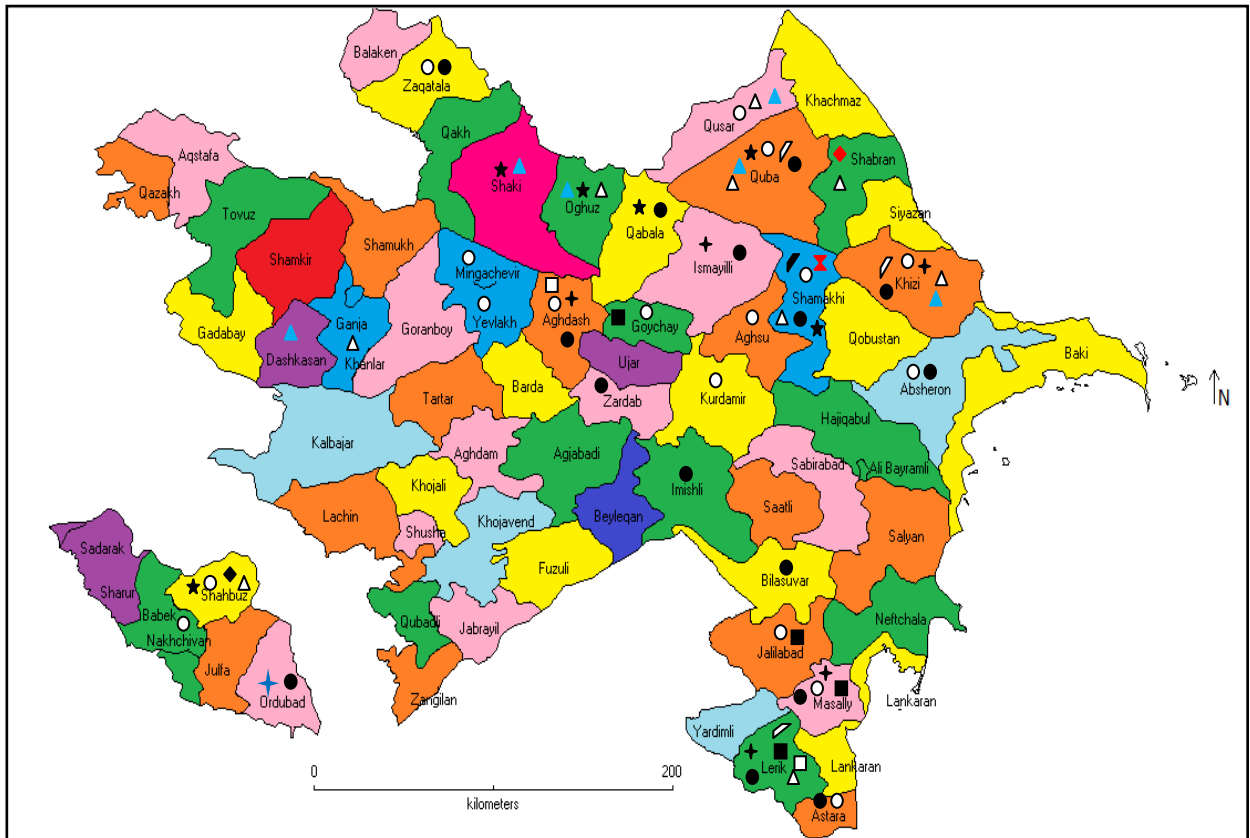 Balaken
Zaqatala
Khachmaz
Qusar
Qakh
Aqstafa
Shabran
Quba
Shaki
Qazakh
Oghuz
Tovuz
Siyazan
Qabala
Shamukh
Shamkir
Ismayilli
Mingachevir
Khizi
Shamakhi
Yevlakh
Aghdash
Ganja
Goranboy
Goychay
Gadabay
Aghsu
Qobustan
Dashkasan
Khanlar
Baki
Ujar
Absheron
Barda
Zardab
Kurdamir
N
Tartar
Hajiqabul
Kalbajar
Aghdam
Agjabadi
Sabirabad
Ali Bayramli
Imishli
Khojali
Saatli
Lachin
Khojavend
Beyleqan
Shusha
Salyan
Sadarak
Fuzuli
Bilasuvar
Sharur
Shahbuz
Babek
Neftchala
Qubadli
Jabrayil
Nakhchivan
Jalilabad
Julfa
Ordubad
Zangilan
Masally
Lankaran
Yardimli
Lerik
Lankaran
0
200
kilometers
Astara